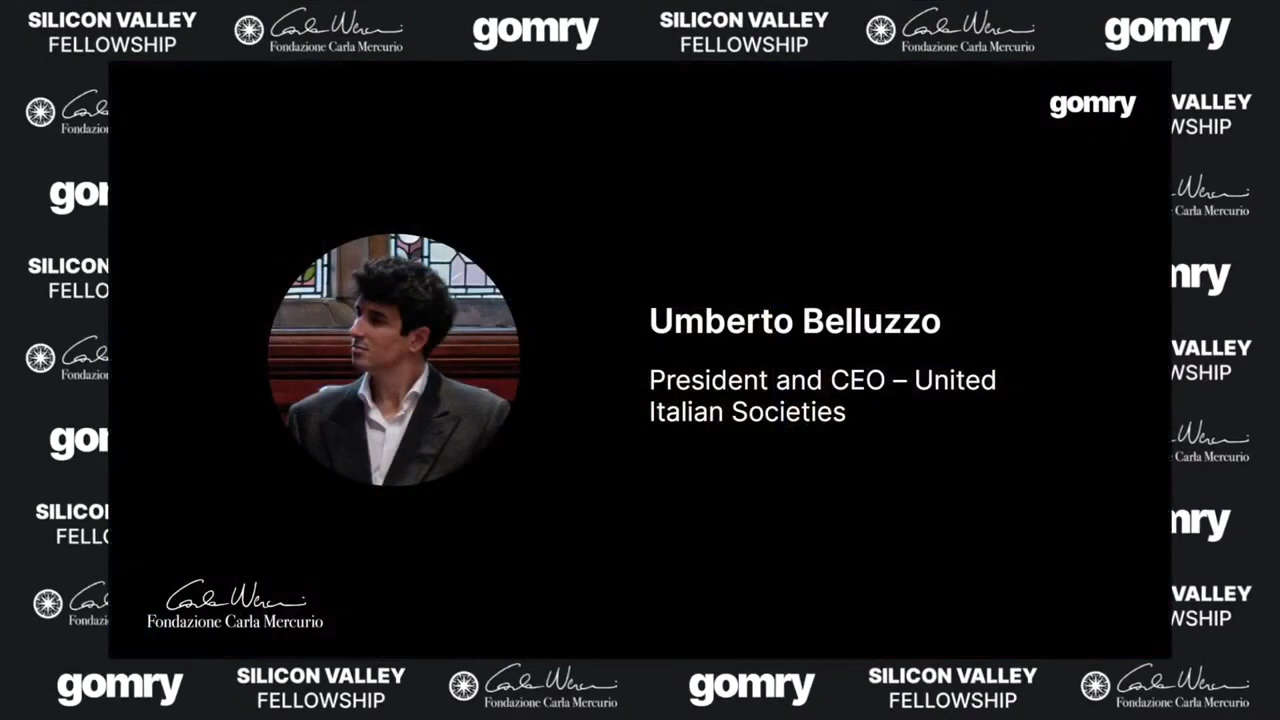 SILICON VALLEY
FELLOWSHIP
Fondazione Carla Mercurio
gomry
SILICON VALLEY
FELLOWSHIP
Fondazione Carla Mercurio
gomry
gomry
Umberto Belluzzo
President and CEO – United
Italian Societies
Fondazione Carla Mercurio
gomry
SILICON VALLEY
FELLOWSHIP
Fondazione Carla Mercurio
gomry
SILICON VALLEY
FELLOWSHIP
Fondazione Carla Mercurio